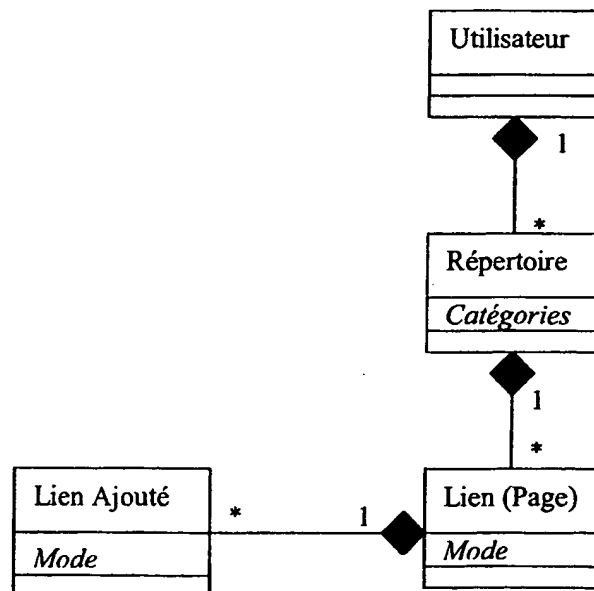 Utilisateur
1
*
Répertoire
Catégories
1
*
Lien Ajouté
*
1
Lien (Page)
Mode
Mode